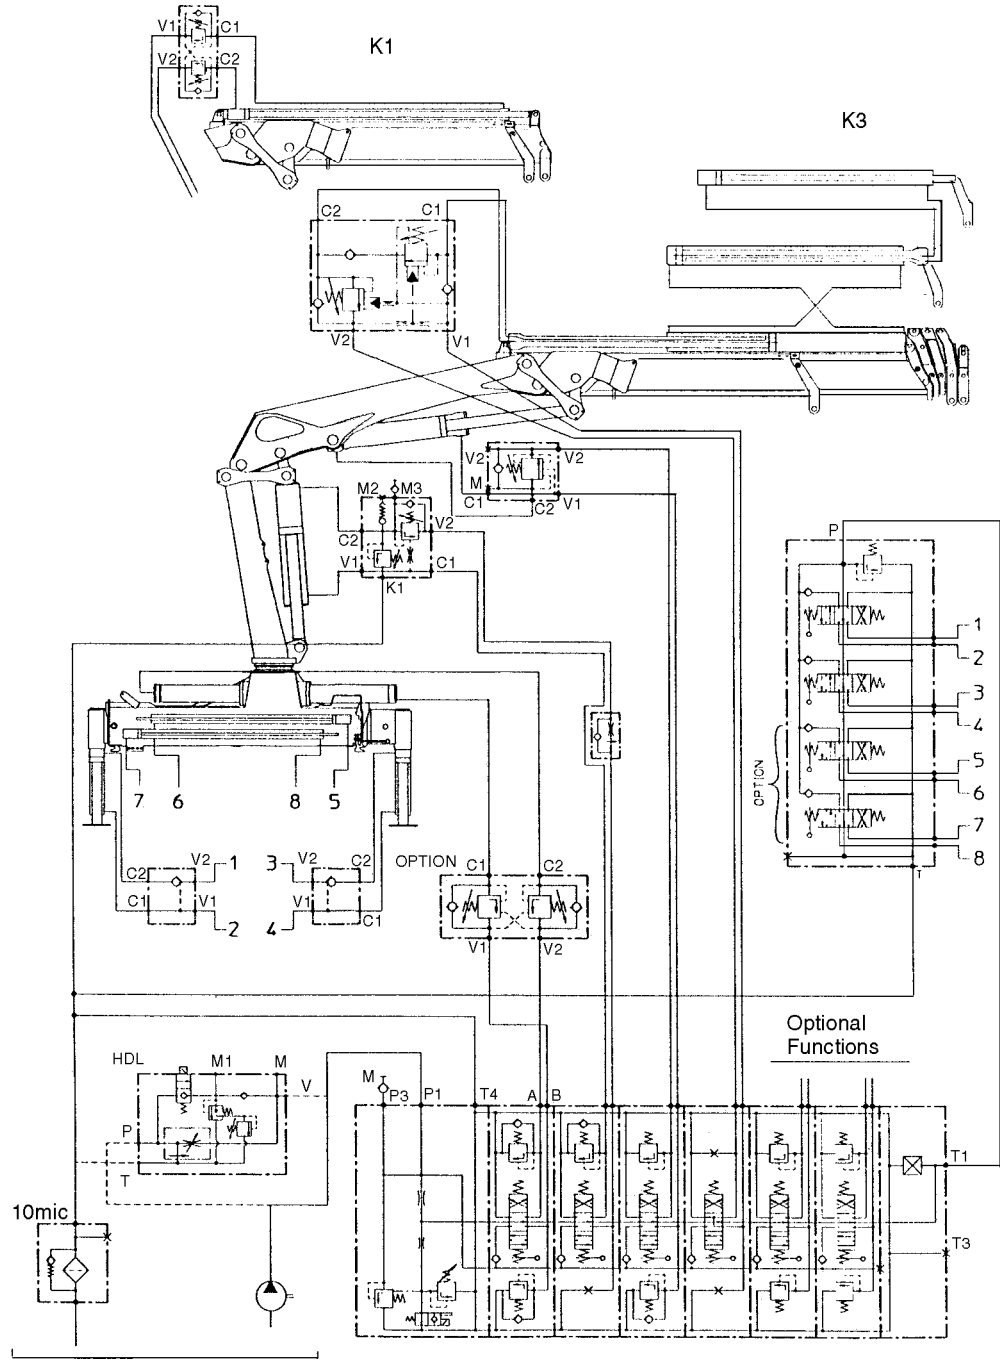 V1 C1
V2 C2
K1
K3
C2 C1
V2 V1
V2 V2
M
C1 C2 V1
M2 M3
C2 V2
V1 C1
K1
P
1
2
3
4
OPTION
5
6
7
8
T
7 6 8 5
OPTION
C2 V2 1
C1 V1 2
3 V2 C2
4 V1 C1
C1 C2
V1 V2
Optional
Functions
HDL M1 M
V
P
T
M P3 P1 T4 A B
T1
T3
10mic